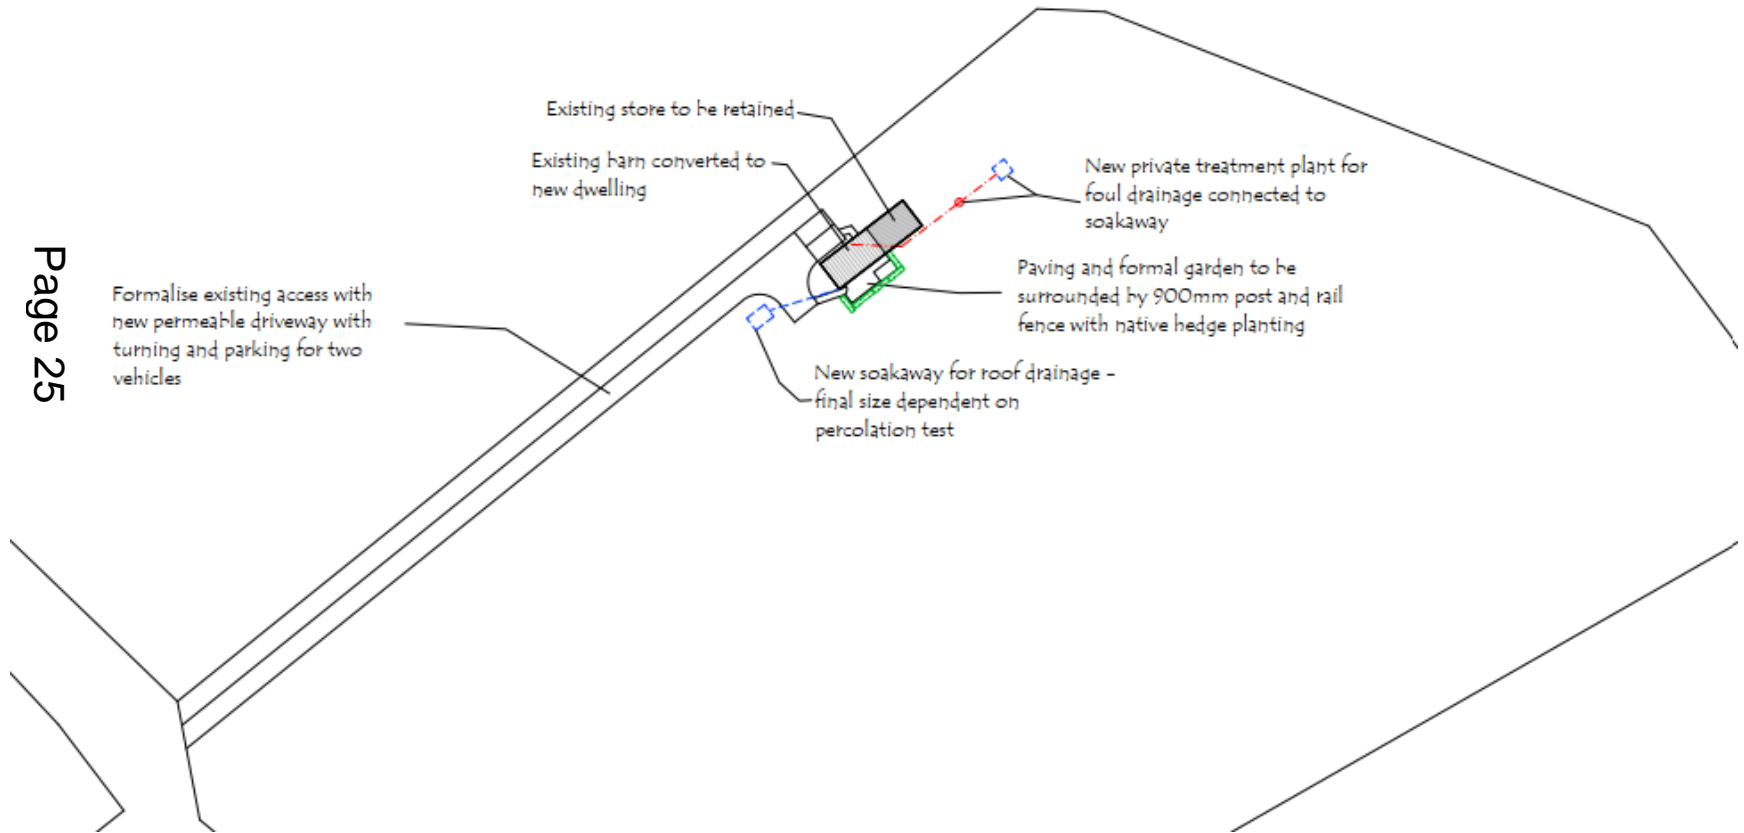 Existing store to be retained
Existing barn converted to
new dwelling
New private treatment plant for
foul drainage connected to
soakaway
Paving and formal garden to be
surrounded by 900mm post and rail
fence with native hedge planting
Formalise existing access with
new permeable driveway with
turning and parking for two
vehicles
New soakaway for roof drainage -
final size dependent on
percolation test
Page 25